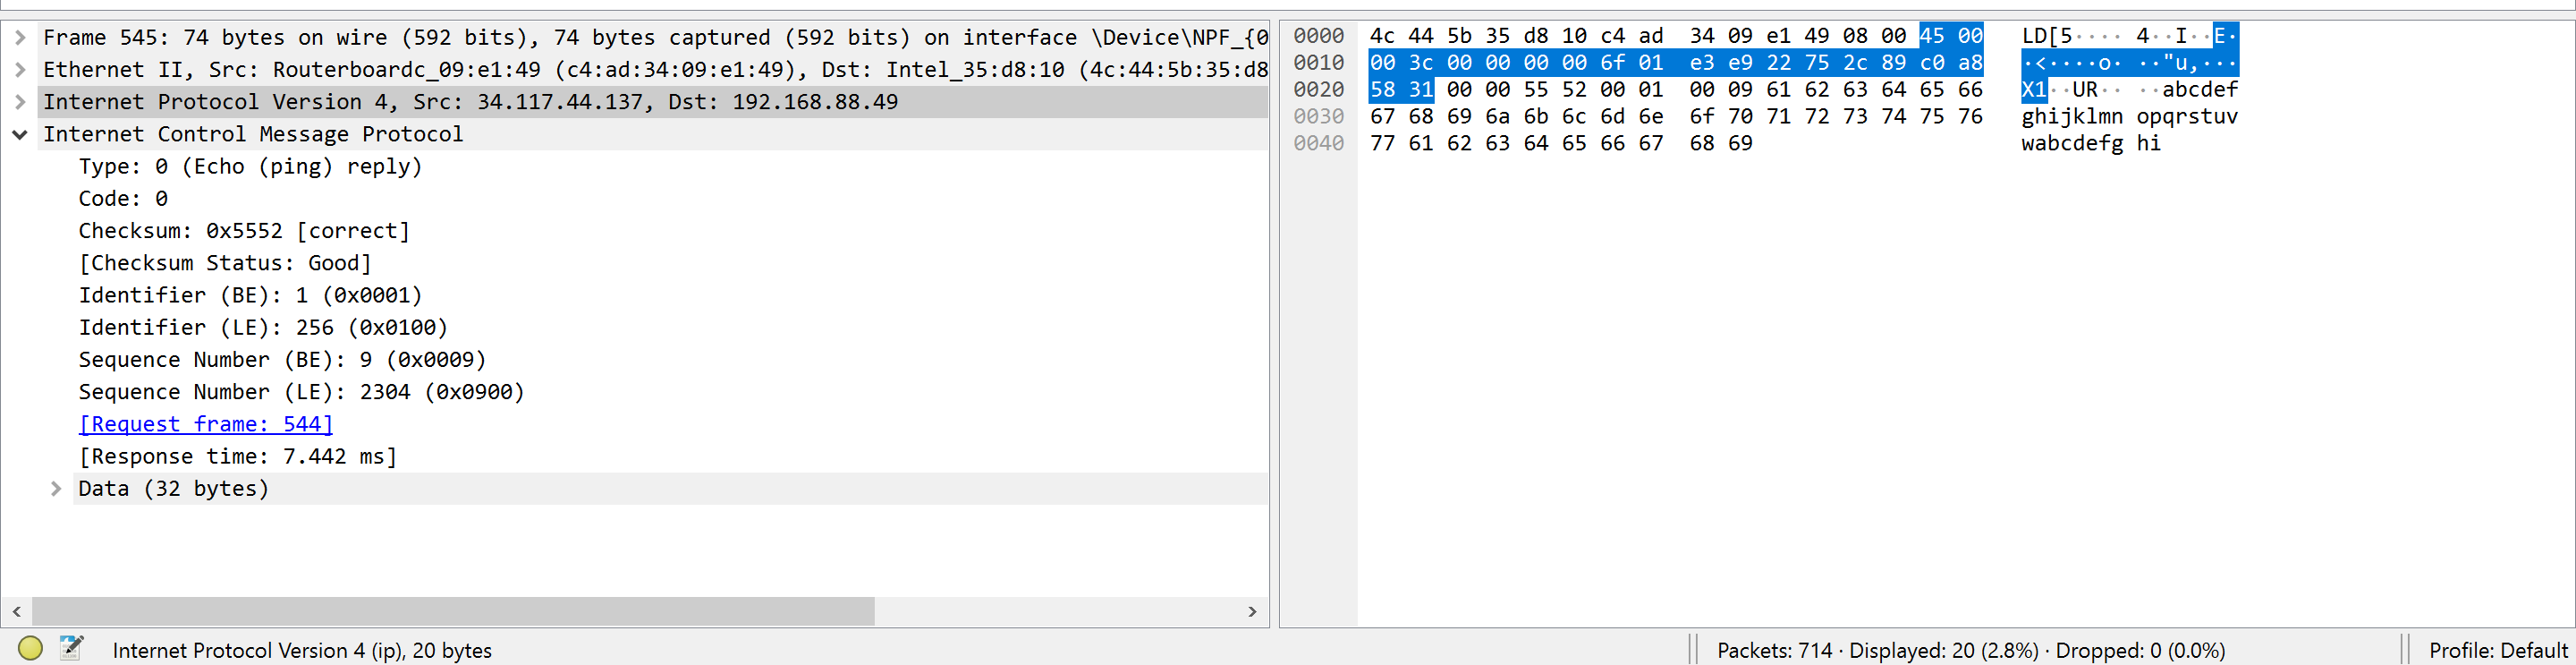 Frame 545: 74 bytes on wire (592 bits), 74 bytes captured (592 bits) on interface \Device\NPF_{0
Ethernet II, Src: Routerboardc_09:e1:49 (c4:ad:34:09:e1:49), Dst: Intel_35:d8:10 (4c:44:5b:35:d8
Internet Protocol Version 4, Src: 34.117.44.137, Dst: 192.168.88.49
Internet Control Message Protocol
Type: 0 (Echo (ping) reply)
Code: 0
Checksum: 0x5552 [correct]
[Checksum Status: Good]
Identifier (BE): 1 (0x0001)
Identifier (LE): 256 (0x0100)
Sequence Number (BE): 9 (0x0009)
Sequence Number (LE): 2304 (0x0900)
[Request frame: 544]
[Response time: 7.442 ms]
Data (32 bytes)
0000 4c 44 5b 35 d8 10 c4 ad 34 09 e1 49 08 00 45 00 LD[5···· 4··I··E·
0010 00 3c 00 00 00 00 6f 01 e3 e9 22 75 2c 89 c0 a8 ·<····o· ··"u,···
0020 58 31 00 00 55 52 00 01 00 09 61 62 63 64 65 66 X1··UR·· ··abcdef
0030 67 68 69 6a 6b 6c 6d 6e 6f 70 71 72 73 74 75 76 ghijklmn opqrstuv
0040 77 61 62 63 64 65 66 67 68 69 wabcdefg hi
Internet Protocol Version 4 (ip), 20 bytes
Packets: 714 · Displayed: 20 (2.8%) · Dropped: 0 (0.0%)
Profile: Default